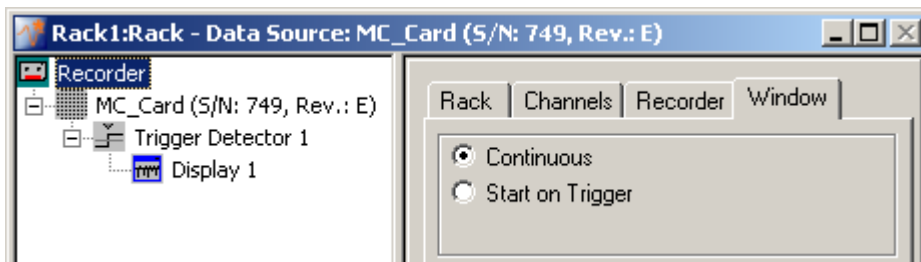 Rack1:Rack - Data Source: MC_Card (S/N: 749, Rev.: E)
Recorder
MC_Card (S/N: 749, Rev.: E)
Trigger Detector 1
Display 1
Rack Channels Recorder Window
Continuous
Start on Trigger